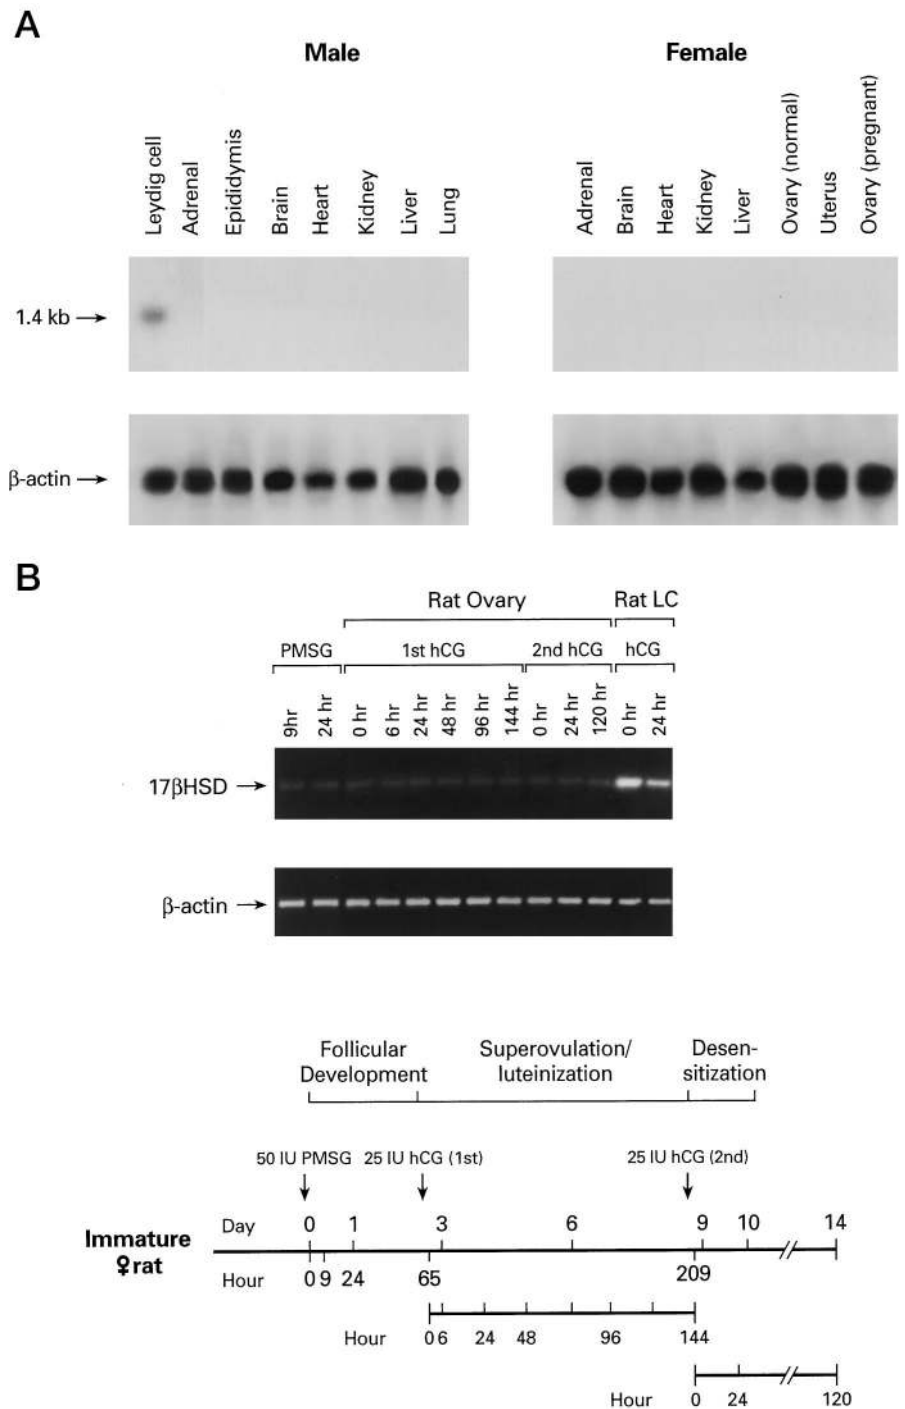 A
Male
Female
Leydig cell
Adrenal
Epididymis
Brain
Heart
Kidney
Liver
Lung
Adrenal
Brain
Heart
Kidney
Liver
Ovary (normal)
Uterus
Ovary (pregnant)
1.4 kb
β-actin
B
Rat Ovary
Rat LC
PMSG
1st hCG
2nd hCG
hCG
9hr
24 hr
0 hr
6 hr
24 hr
48 hr
96 hr
144 hr
0 hr
24 hr
120 hr
0 hr
24 hr
17βHSD
β-actin
Follicular
Development
Superovulation/
luteinization
Desen-
sitization
50 IU PMSG
25 IU hCG (1st)
25 IU hCG (2nd)
Immature
♀rat
Day 0 1 3 6 9 10 14
Hour 0 9 24 65 209
Hour 0 6 24 48 96 144
Hour 0 24 120